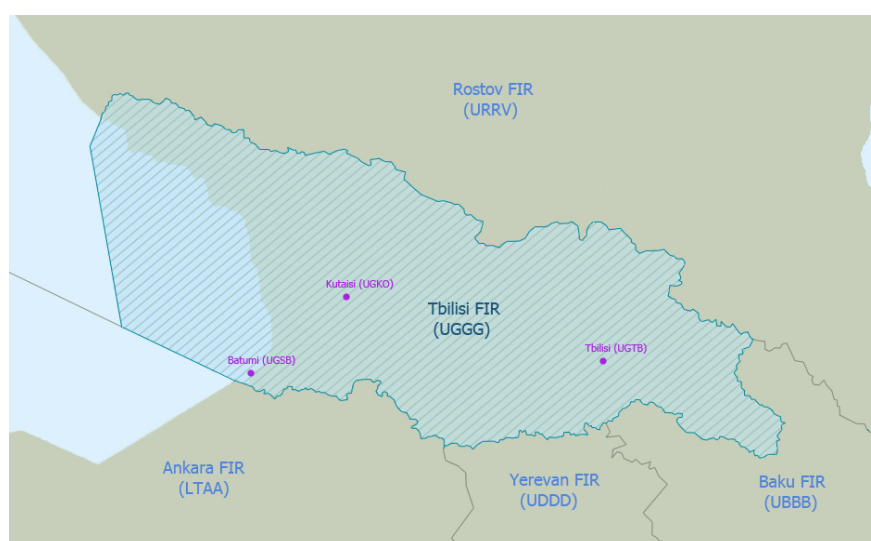 Rostov FIR
(URRV)
Kutaisi (UGKO)
Tbilisi FIR
(UGGG)
Tbilisi (UGTB)
Batumi (UGSB)
Ankara FIR
(LTAA)
Yerevan FIR
(UDDD)
Baku FIR
(UBBB)